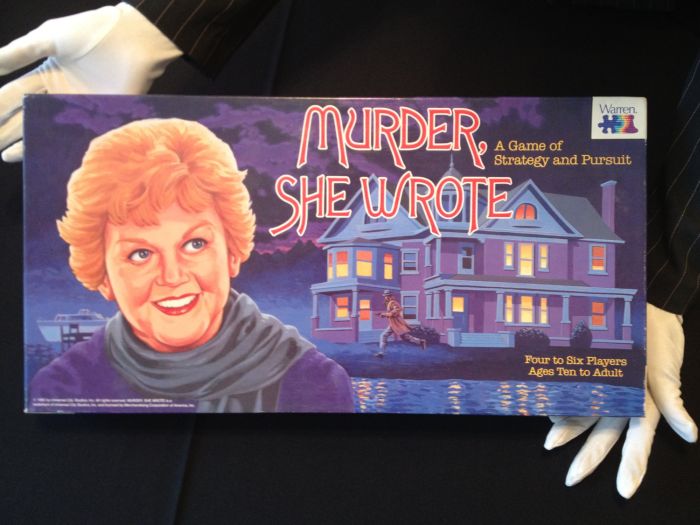 MURDER,
SHE WROTE
A Game of
Strategy and Pursuit
Warren.
Four to Six Players
Ages Ten to Adult